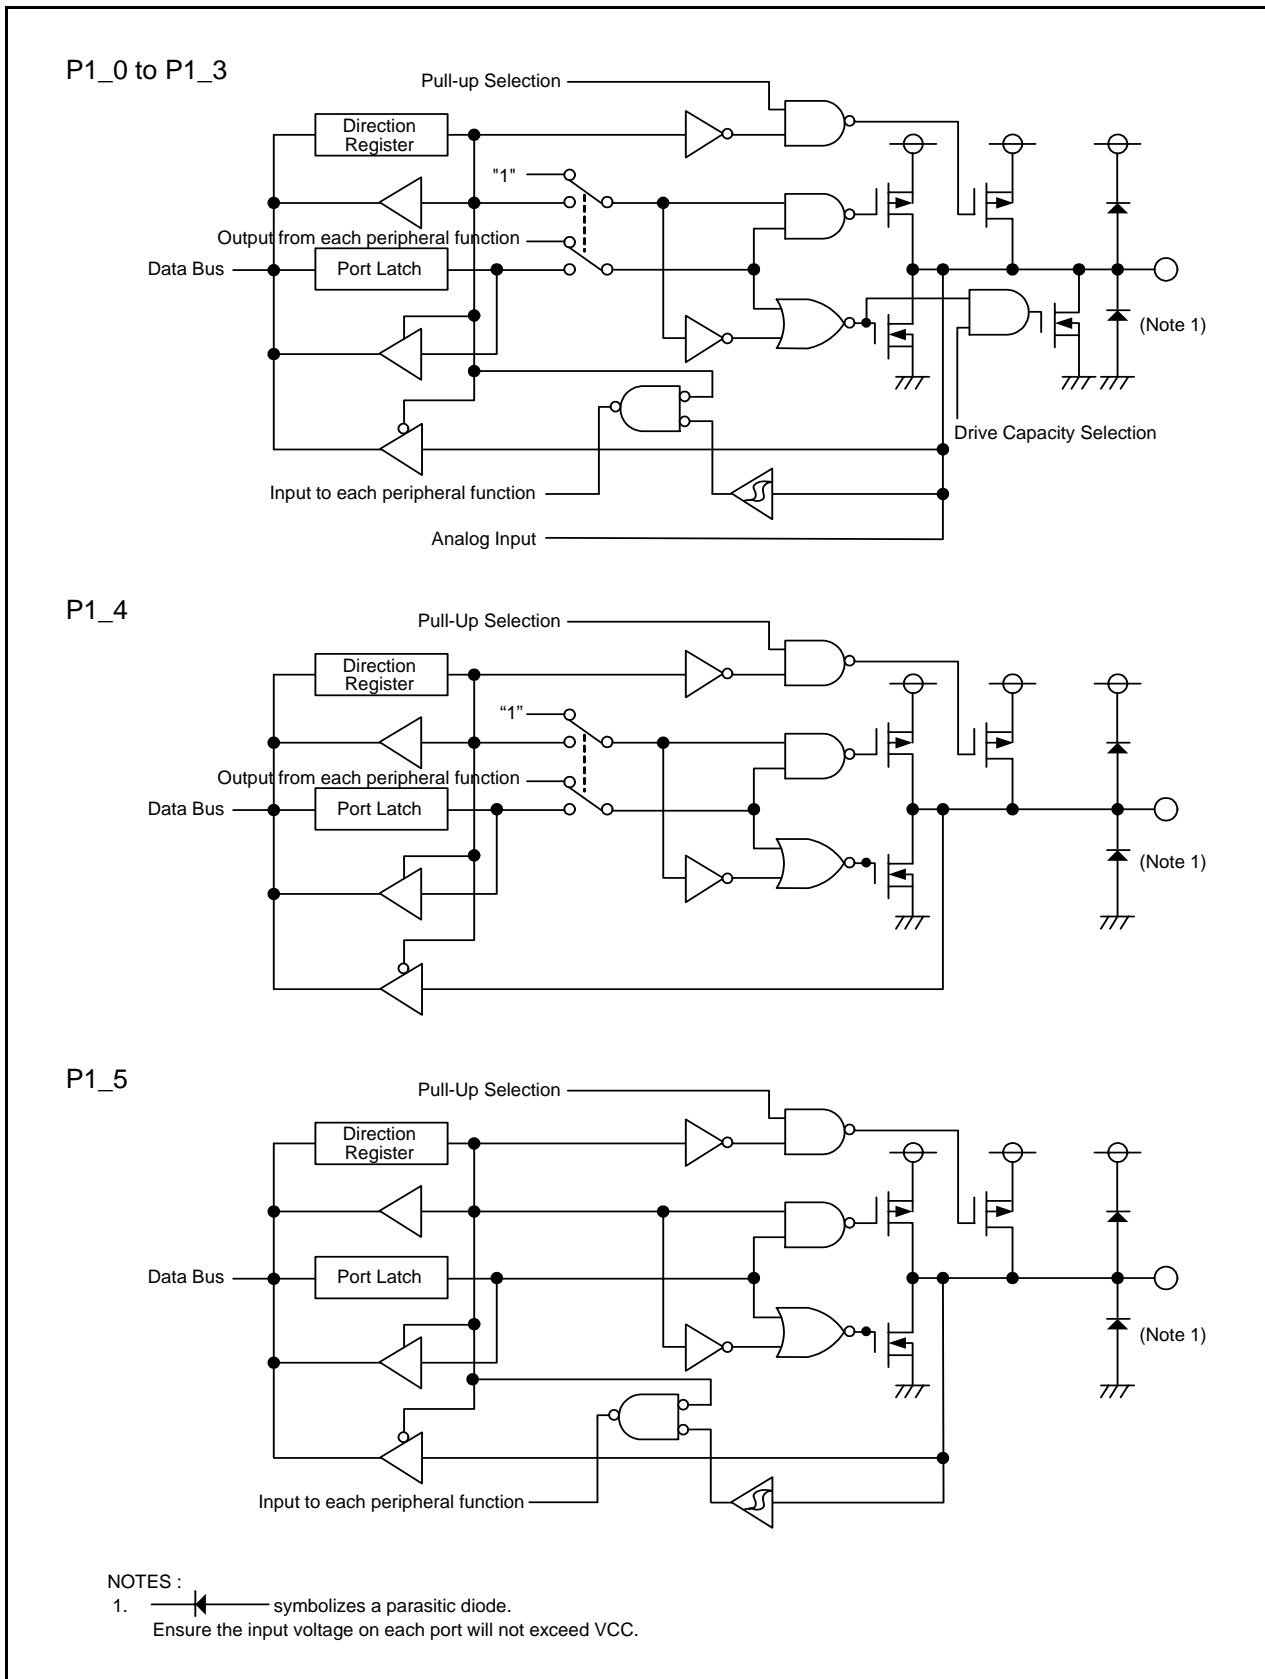 P1_0 to P1_3
Pull-up Selection
Direction
Register
"1"
Output from each peripheral function
Data Bus
Port Latch
(Note 1)
Drive Capacity Selection
Input to each peripheral function
Analog Input
P1_4
Pull-Up Selection
Direction
Register
“1”
Output from each peripheral function
Data Bus
Port Latch
(Note 1)
P1_5
Pull-Up Selection
Direction
Register
Data Bus
Port Latch
(Note 1)
Input to each peripheral function
NOTES :
1. symbolizes a parasitic diode.
Ensure the input voltage on each port will not exceed VCC.